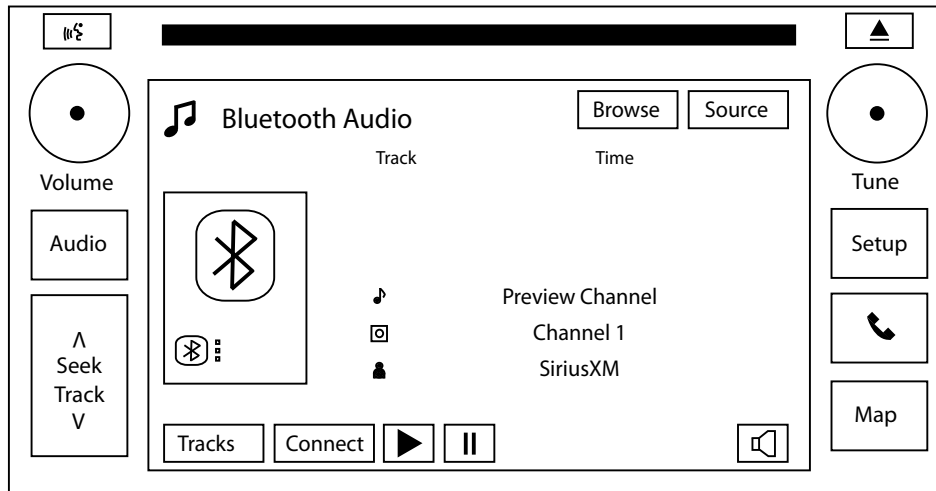 Bluetooth Audio
Browse
Source
Track
Time
Volume
Tune
Audio
Setup
Preview Channel
Channel 1
SiriusXM
Λ
Seek
Track
V
Map
Tracks
Connect